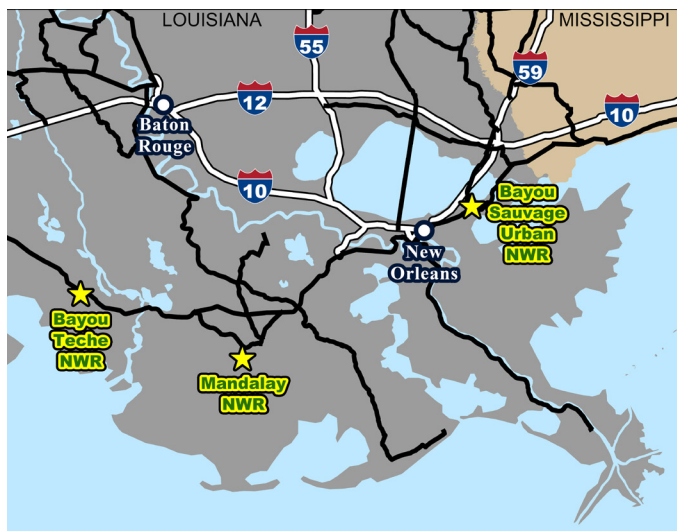 LOUISIANA
MISSISSIPPI
55
59
12
10
Baton
Rouge
10
Bayou
Sauvage
Urban
NWR
New
Orleans
Bayou
Teche
NWR
Mandalay
NWR